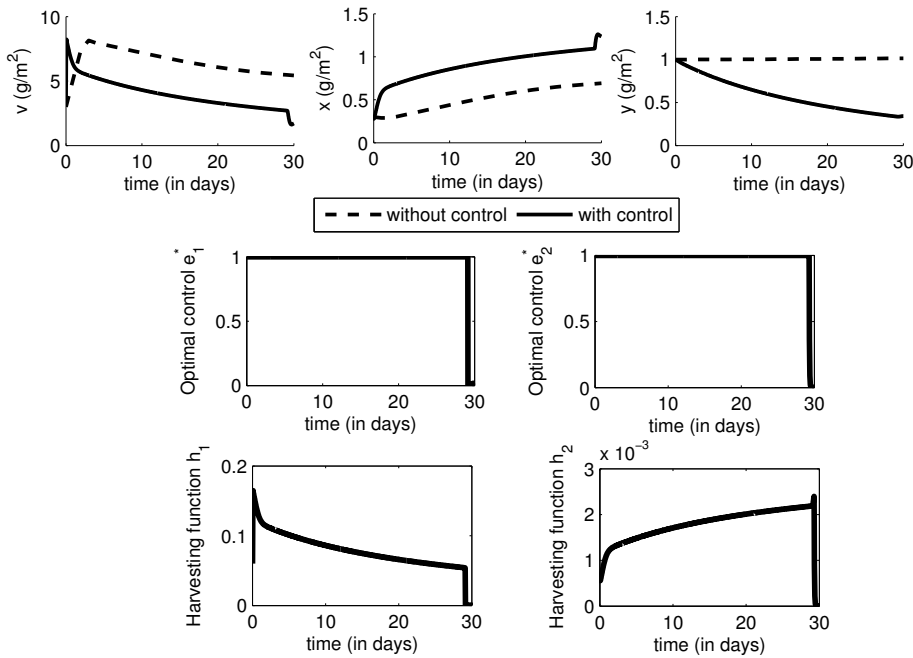 10
5
0
v (g/m²)
0 10 20 30
time (in days)
1.5
1
0.5
0
x (g/m²)
0 10 20 30
time (in days)
1.5
1
0.5
0
y (g/m²)
0 10 20 30
time (in days)
without control with control
1
0.5
0
Optimal control e₁*
0 10 20 30
time (in days)
1
0.5
0
Optimal control e₂*
0 10 20 30
time (in days)
0.2
0.1
0
Harvesting function h₁
0 10 20 30
time (in days)
x 10⁻³
3
2
1
0
Harvesting function h₂
0 10 20 30
time (in days)